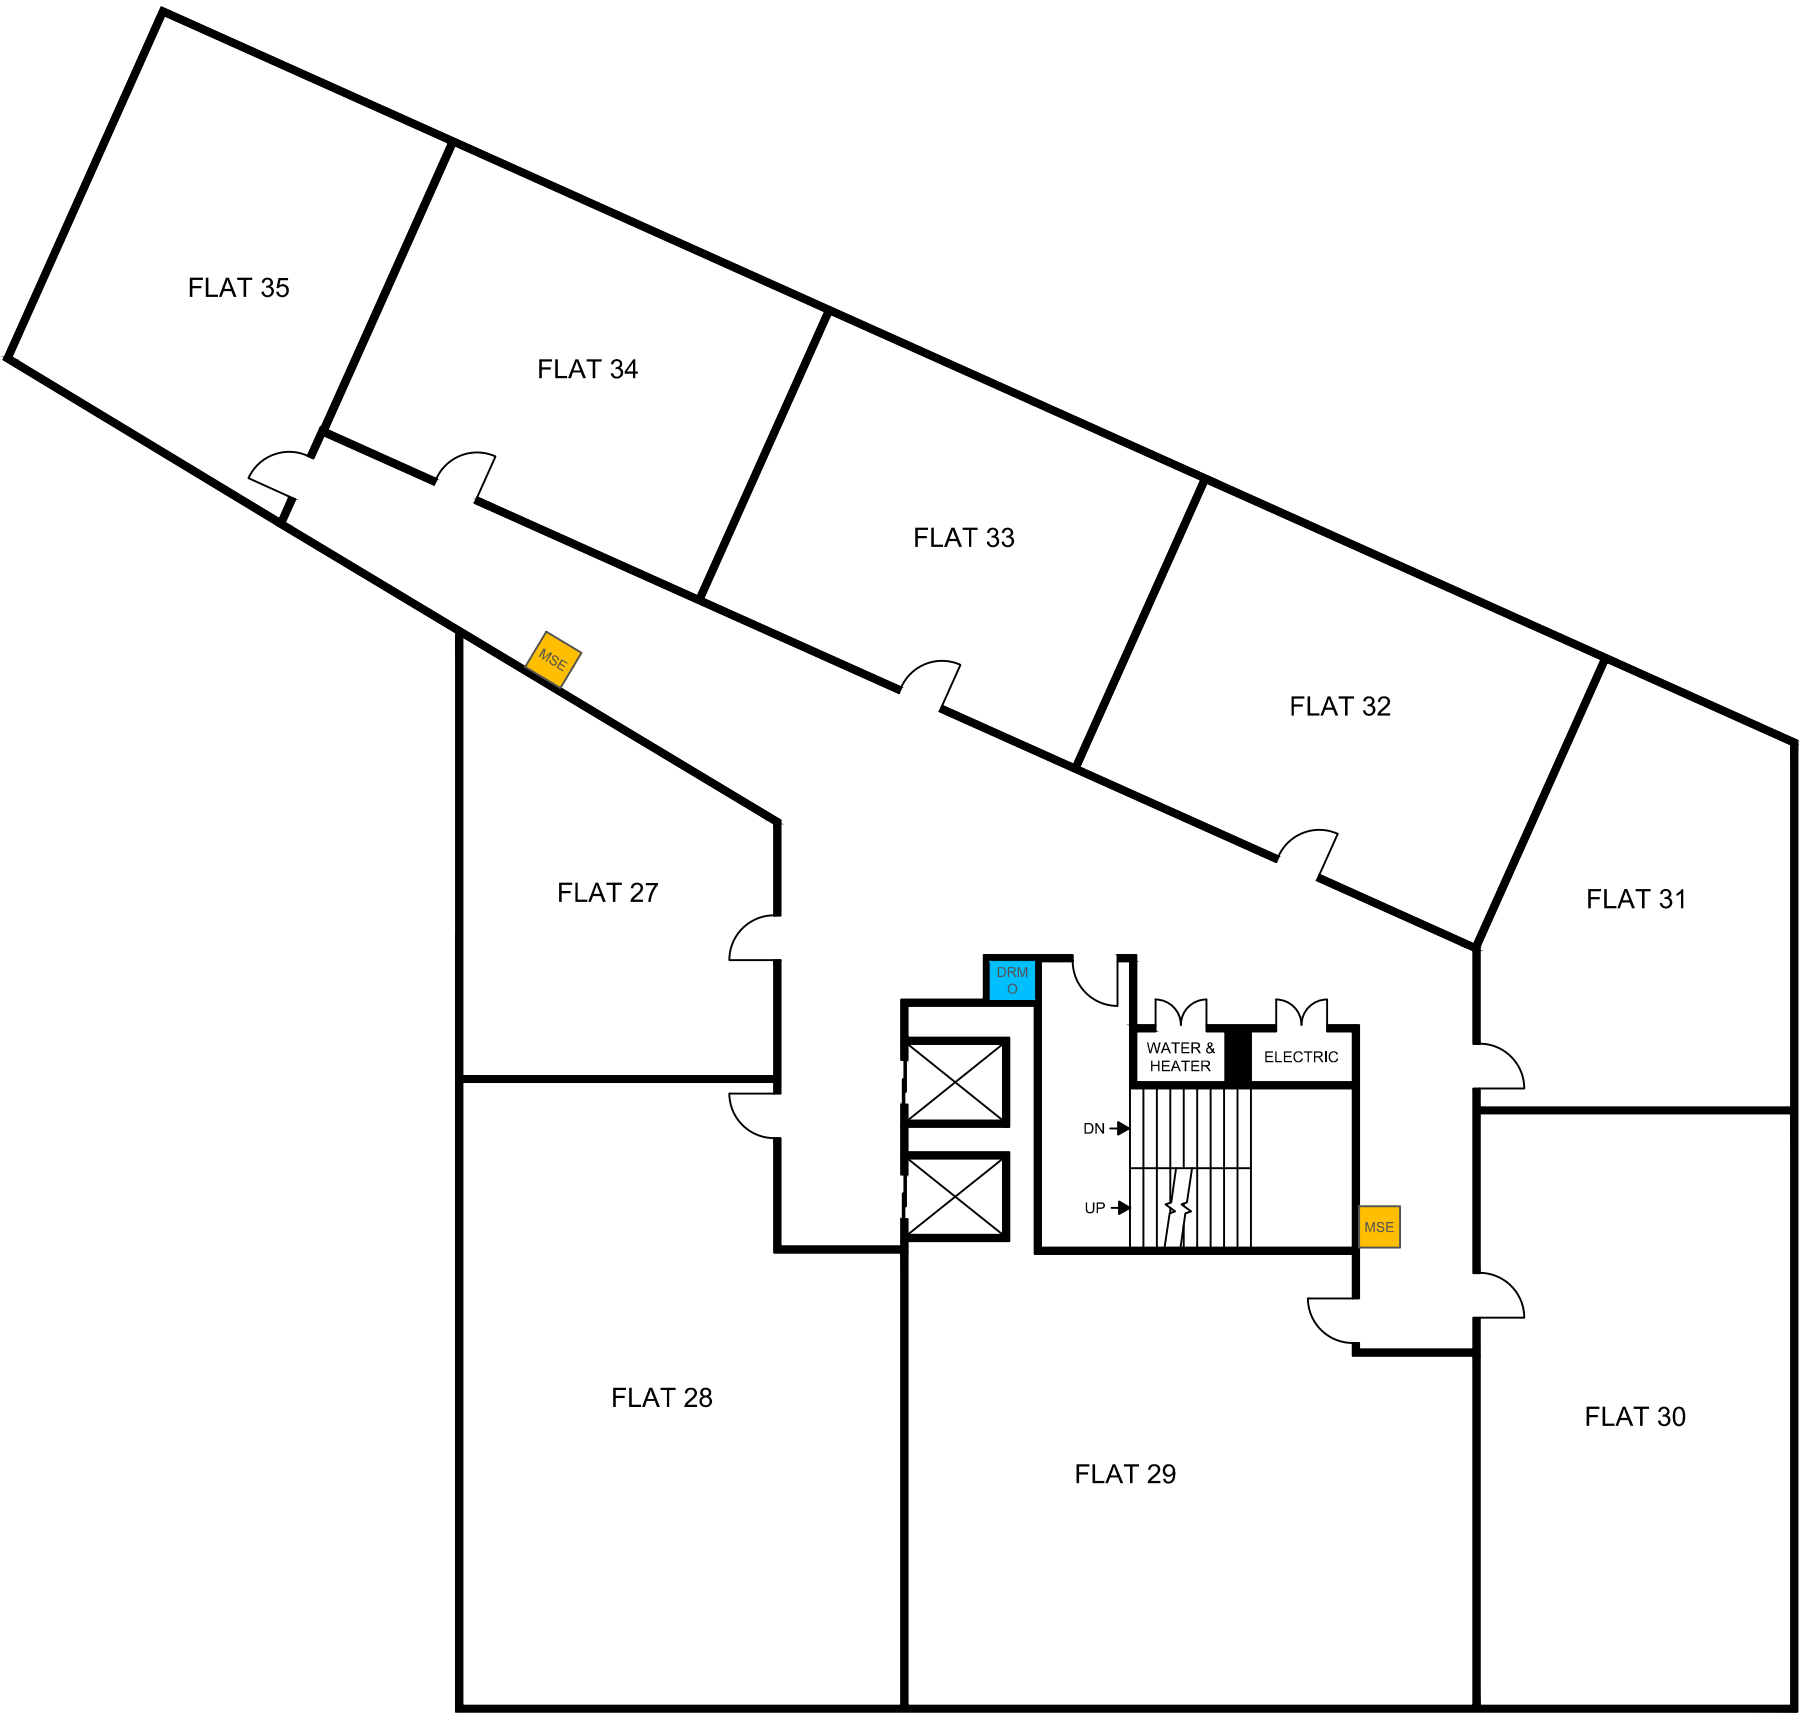 FLAT 35
FLAT 34
FLAT 33
MSE
FLAT 32
FLAT 27
FLAT 31
DRM
O
WATER &
HEATER
ELECTRIC
DN
UP
MSE
FLAT 28
FLAT 30
FLAT 29